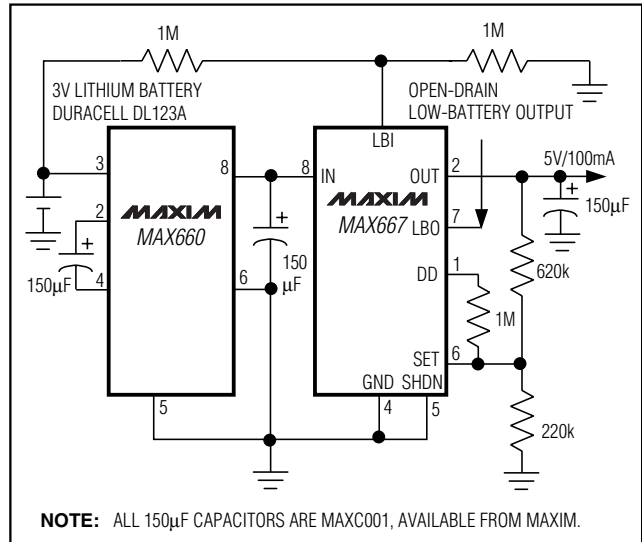 1M
1M
3V LITHIUM BATTERY
DURACELL DL123A
OPEN-DRAIN
LOW-BATTERY OUTPUT
LBI
3
8
8
IN
OUT
2
5V/100mA
MAXIM
MAX660
MAXIM
MAX667
2
LBO
7
+
150µF
+
150µF
4
+
150
µF
6
DD
1
620k
1M
SET
6
GND
SHDN
5
4
5
220k
NOTE: ALL 150µF CAPACITORS ARE MAXC001, AVAILABLE FROM MAXIM.